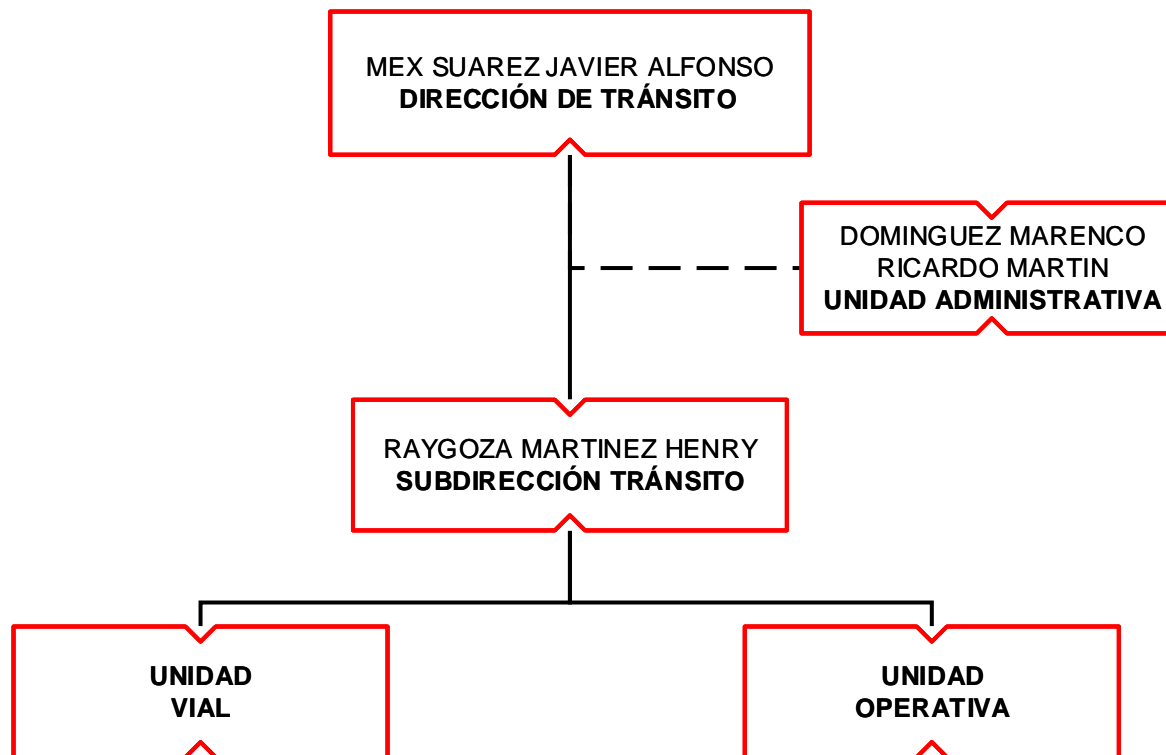 MEX SUAREZ JAVIER ALFONSO
DIRECCIÓN DE TRÁNSITO
DOMINGUEZ MARENCO
RICARDO MARTIN
UNIDAD ADMINISTRATIVA
RAYGOZA MARTINEZ HENRY
SUBDIRECCIÓN TRÁNSITO
UNIDAD
VIAL
UNIDAD
OPERATIVA